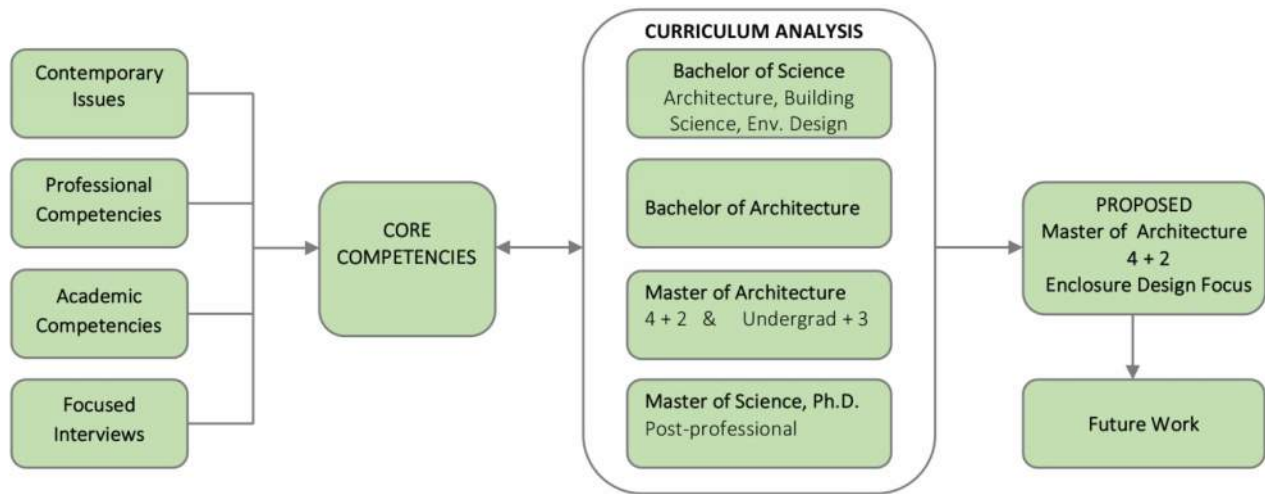 Contemporary
Issues
Professional
Competencies
Academic
Competencies
Focused
Interviews
CORE
COMPETENCIES
CURRICULUM ANALYSIS
Bachelor of Science
Architecture, Building
Science, Env. Design
Bachelor of Architecture
Master of Architecture
4 + 2 & Undergrad + 3
Master of Science, Ph.D.
Post-professional
PROPOSED
Master of Architecture
4 + 2
Enclosure Design Focus
Future Work